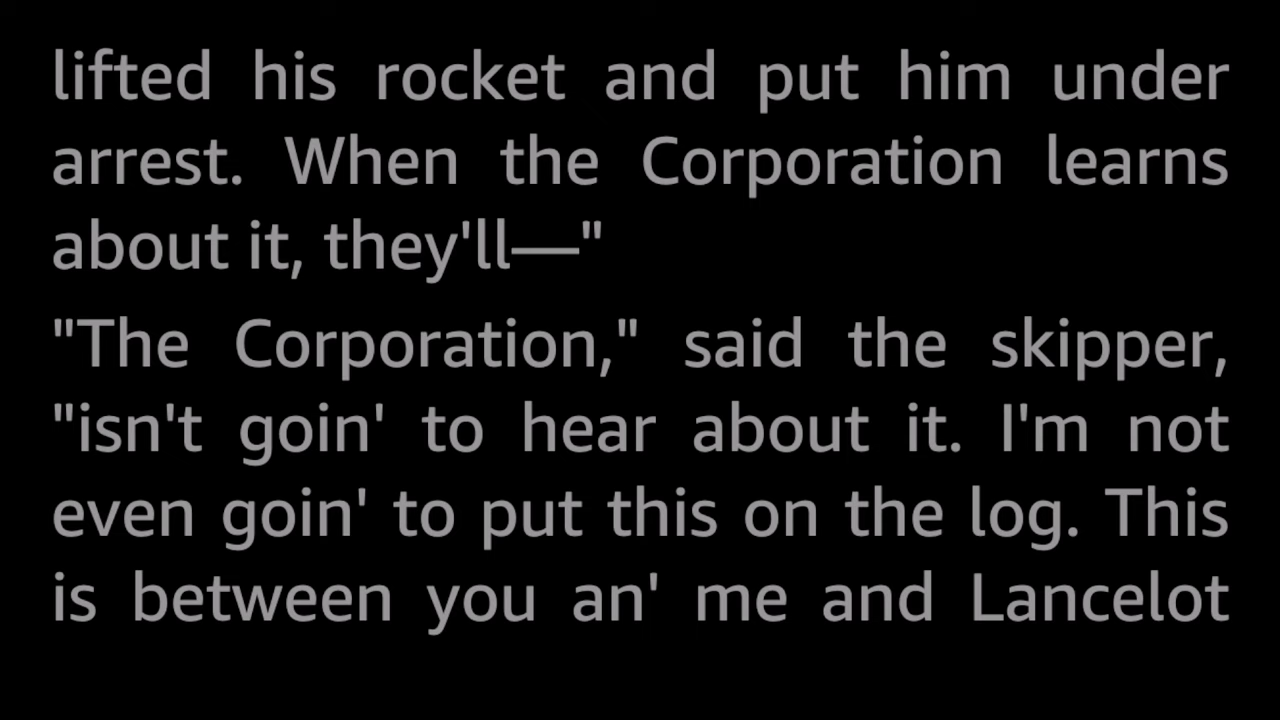 lifted his rocket and put him under
arrest. When the Corporation learns
about it, they'll—"
"The Corporation," said the skipper,
"isn't goin' to hear about it. I'm not
even goin' to put this on the log. This
is between you an' me and Lancelot